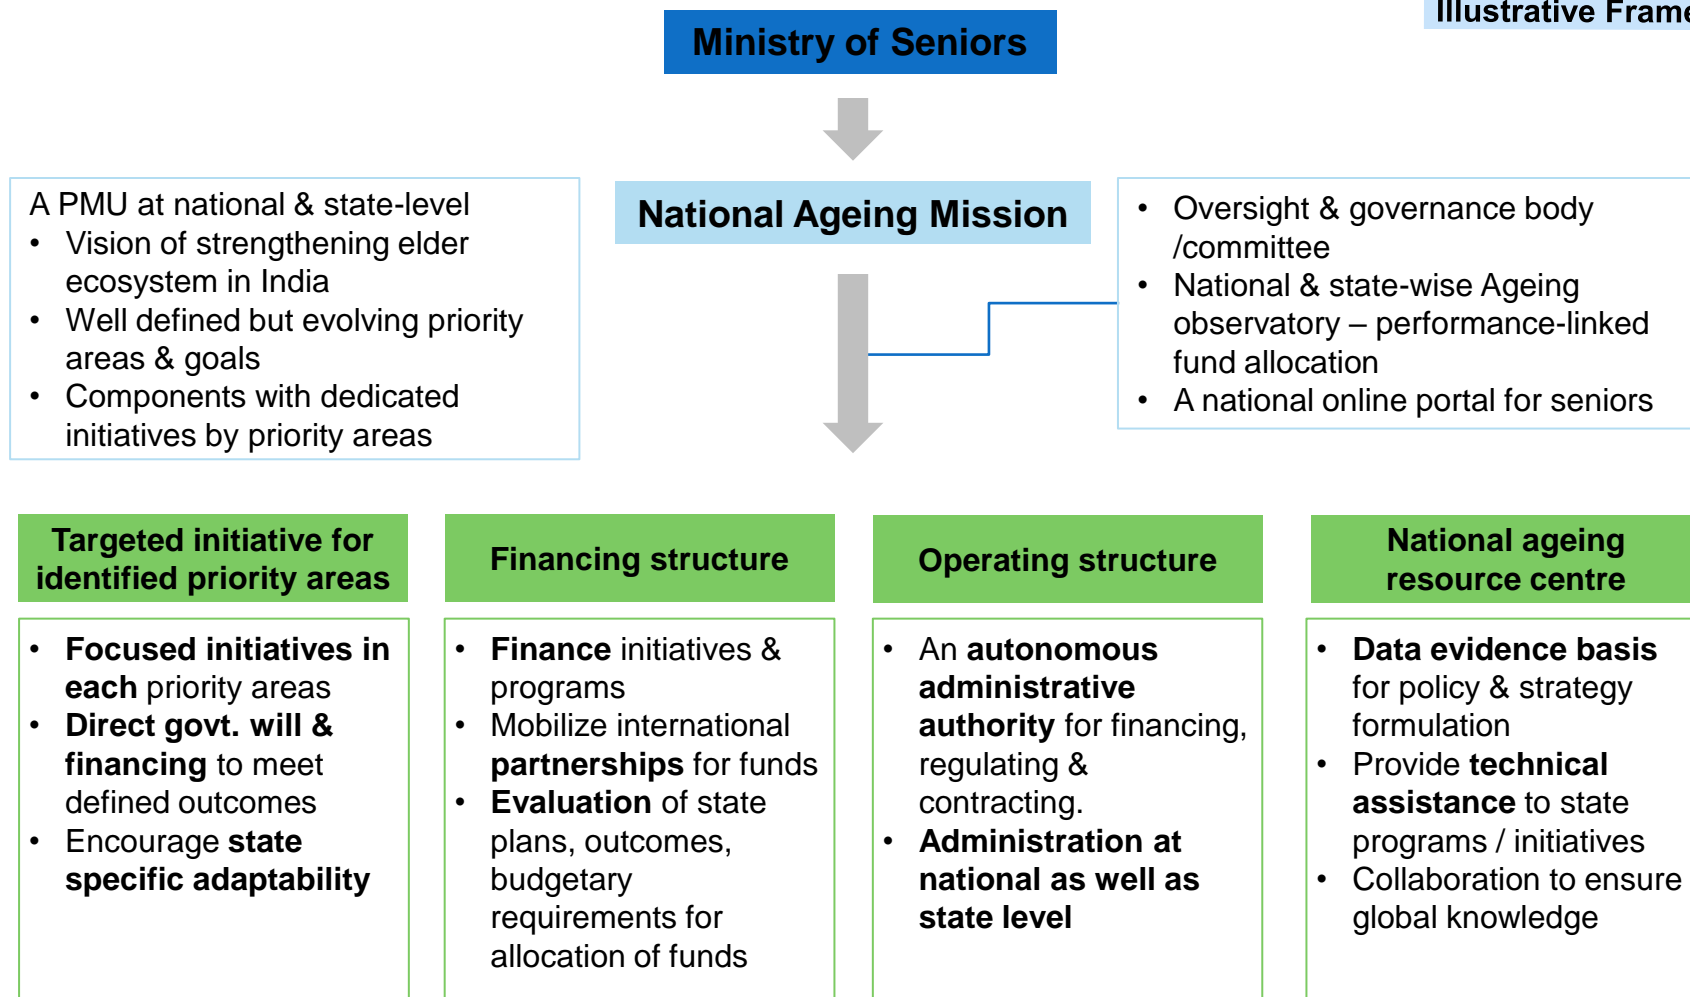 Illustrative Frame
Ministry of Seniors
A PMU at national & state-level
• Vision of strengthening elder
ecosystem in India
• Well defined but evolving priority
areas & goals
• Components with dedicated
initiatives by priority areas
National Ageing Mission
• Oversight & governance body
/committee
• National & state-wise Ageing
observatory – performance-linked
fund allocation
• A national online portal for seniors
Targeted initiative for
identified priority areas
• Focused initiatives in
each priority areas
• Direct govt. will &
financing to meet
defined outcomes
• Encourage state
specific adaptability
Financing structure
• Finance initiatives &
programs
• Mobilize international
partnerships for funds
• Evaluation of state
plans, outcomes,
budgetary
requirements for
allocation of funds
Operating structure
• An autonomous
administrative
authority for financing,
regulating &
contracting.
• Administration at
national as well as
state level
National ageing
resource centre
• Data evidence basis
for policy & strategy
formulation
• Provide technical
assistance to state
programs / initiatives
• Collaboration to ensure
global knowledge